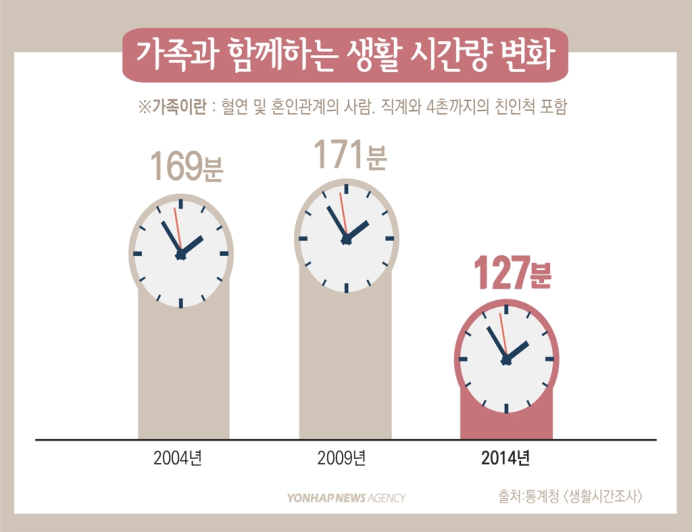 가족과 함께하는 생활 시간량 변화
※가족이란 : 혈연 및 혼인관계의 사람. 직계와 4촌까지의 친인척 포함
169분
171분
127분
2004년
2009년
2014년
YONHAP NEWS AGENCY
출처:통계청 <생활시간조사>